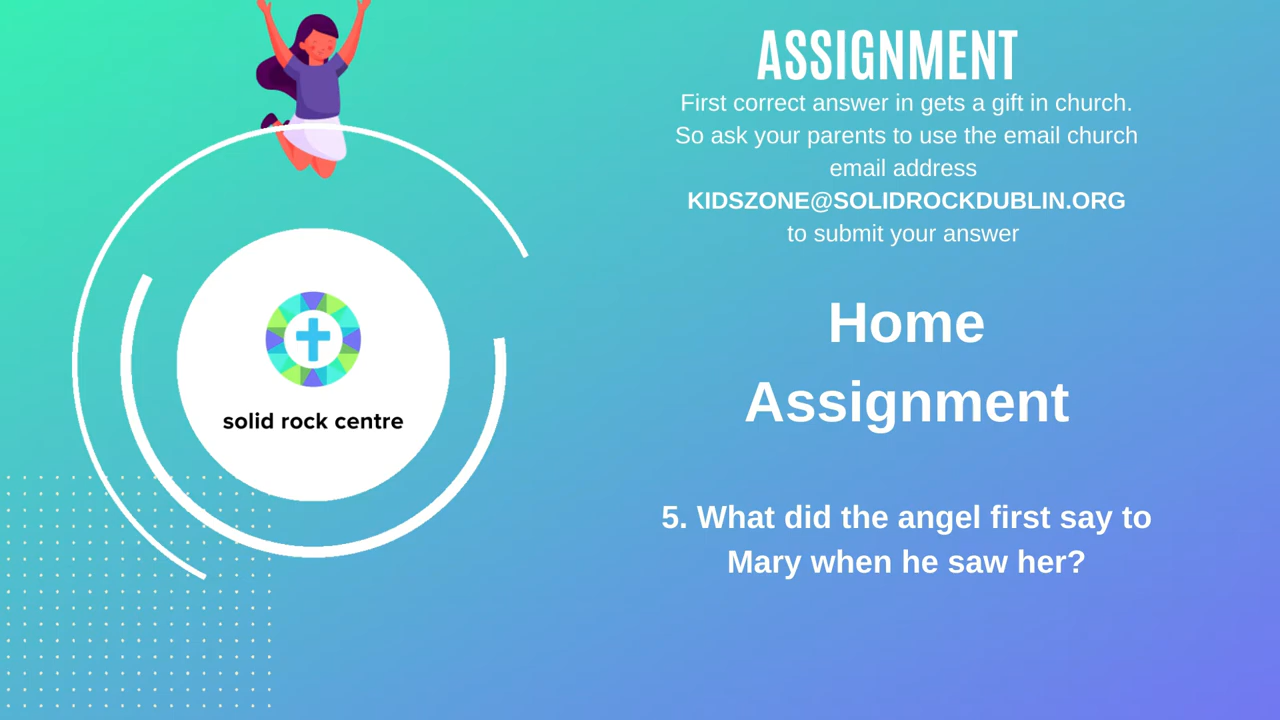 ASSIGNMENT
First correct answer in gets a gift in church.
So ask your parents to use the email church
email address
KIDSZONE@SOLIDROCKDUBLIN.ORG
to submit your answer
Home
Assignment
solid rock centre
5. What did the angel first say to
Mary when he saw her?